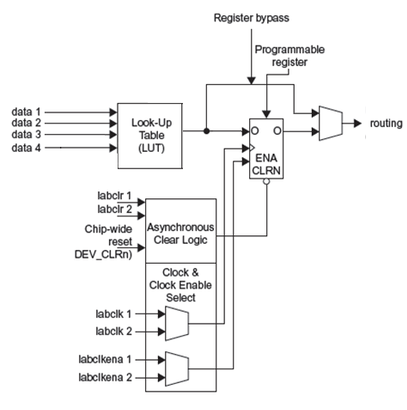 Register bypass
Programmable
register
data 1
data 2
data 3
data 4
Look-Up
Table
(LUT)
O O
ENA
CLRN
routing
labclr 1
labclr 2
Chip-wide
reset
DEV_CLRn)
Asynchronous
Clear Logic
Clock &
Clock Enable
Select
labclk 1
labclk 2
labclkena 1
labclkena 2